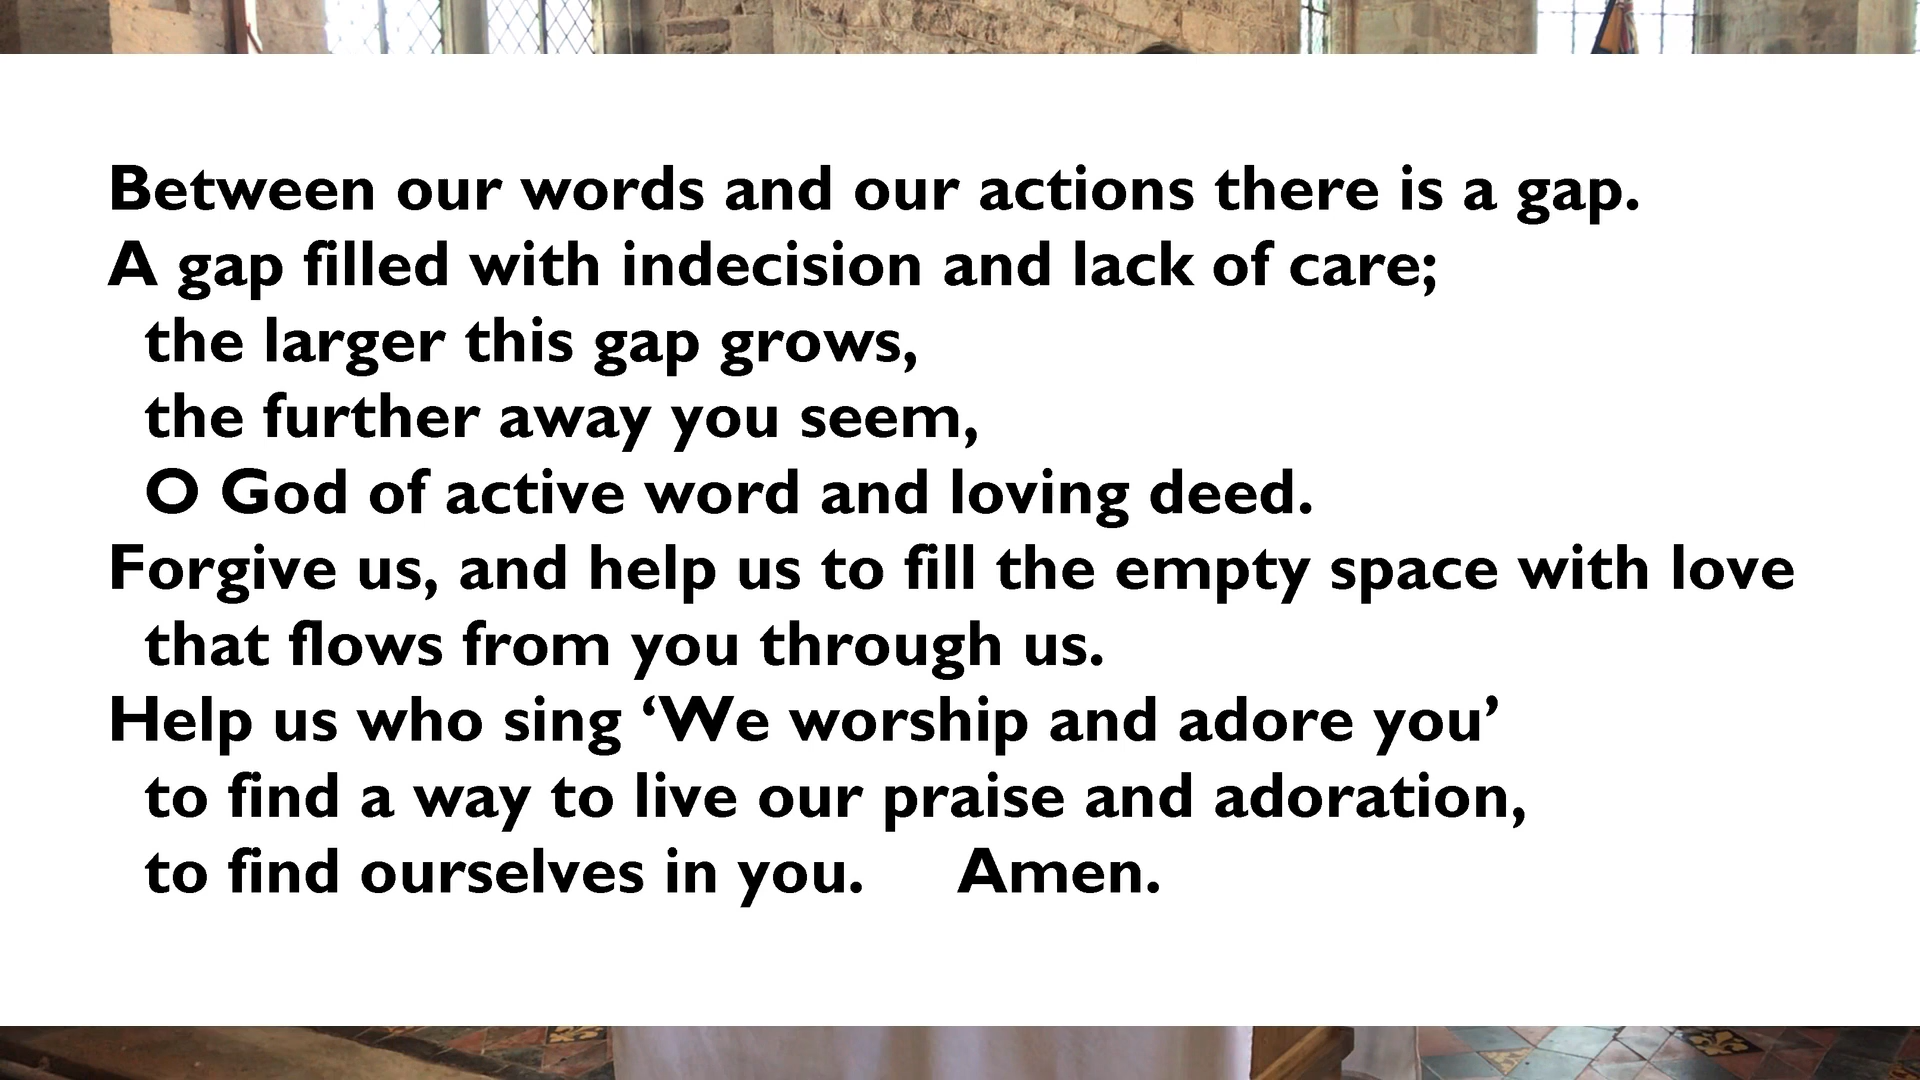 Between our words and our actions there is a gap.
A gap filled with indecision and lack of care;
the larger this gap grows,
the further away you seem,
O God of active word and loving deed.
Forgive us, and help us to fill the empty space with love
that flows from you through us.
Help us who sing ‘We worship and adore you’
to find a way to live our praise and adoration,
to find ourselves in you. Amen.